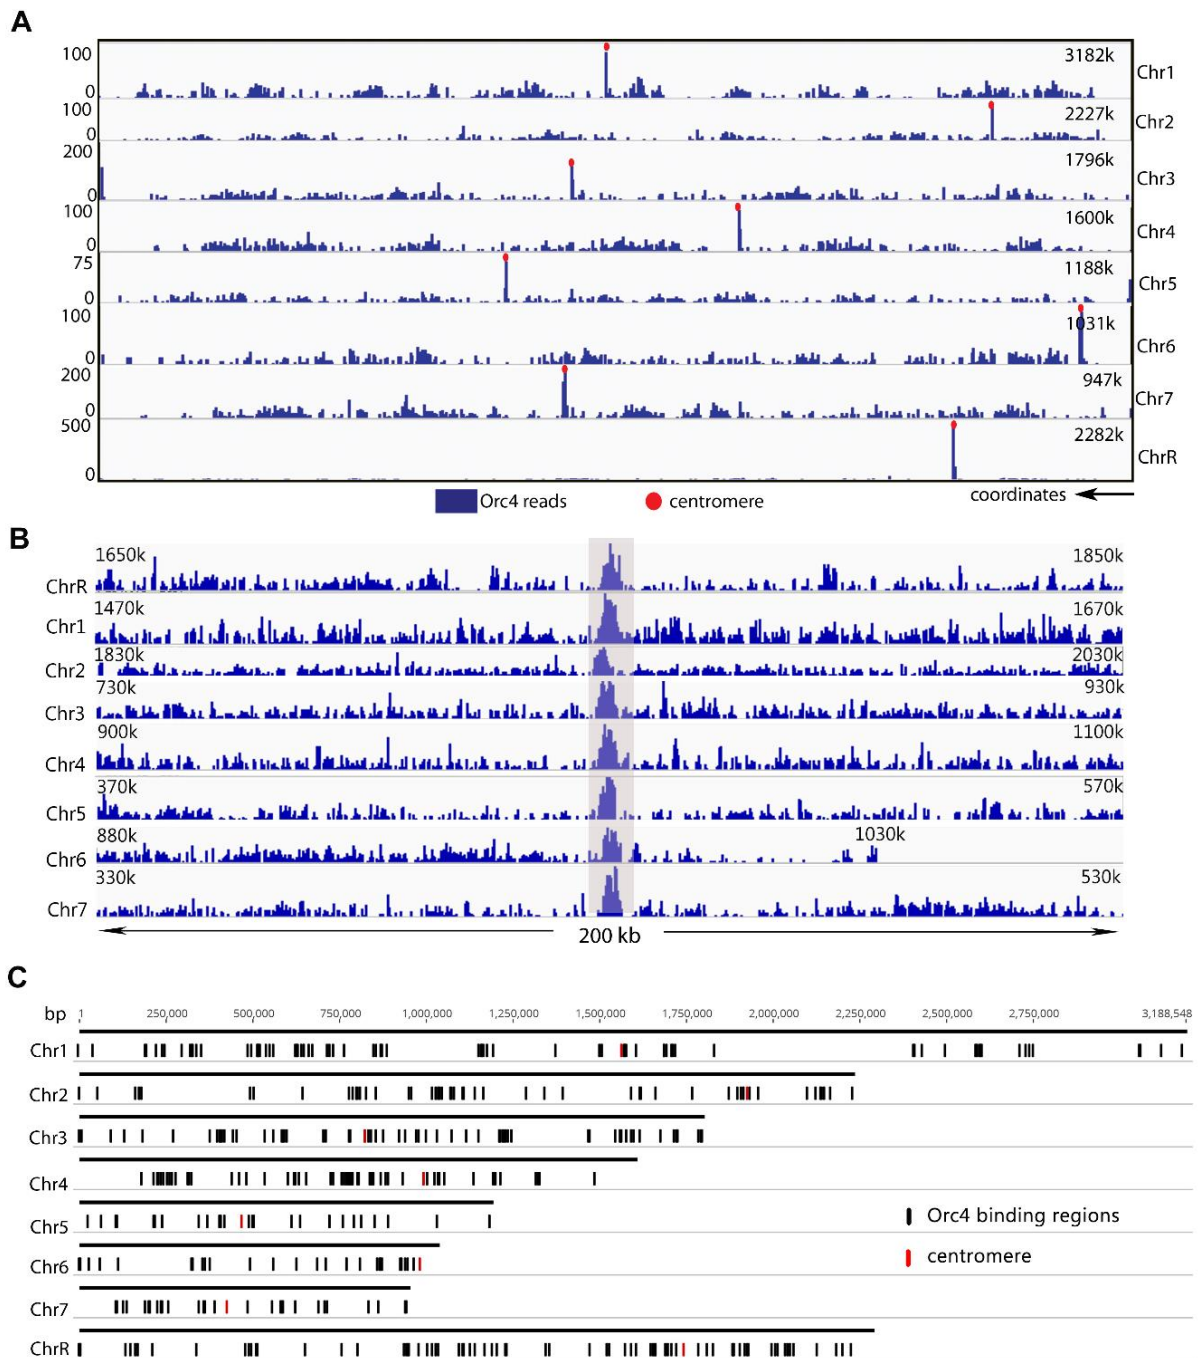 A
100
0
3182k
Chr1
100
0
2227k
Chr2
200
0
1796k
Chr3
100
0
1600k
Chr4
75
0
1188k
Chr5
100
0
1031k
Chr6
200
0
947k
Chr7
500
0
2282k
ChrR
Orc4 reads
centromere
coordinates
B
1650k 1850k
ChrR
1470k 1670k
Chr1
1830k 2030k
Chr2
730k 930k
Chr3
900k 1100k
Chr4
370k 570k
Chr5
880k 1030k
Chr6
330k 530k
Chr7
200 kb
C
bp 1 250,000 500,000 750,000 1,000,000 1,250,000 1,500,000 1,750,000 2,000,000 2,250,000 2,500,000 2,750,000 3,188,548
Chr1
Chr2
Chr3
Chr4
Chr5
Orc4 binding regions
centromere
Chr6
Chr7
ChrR